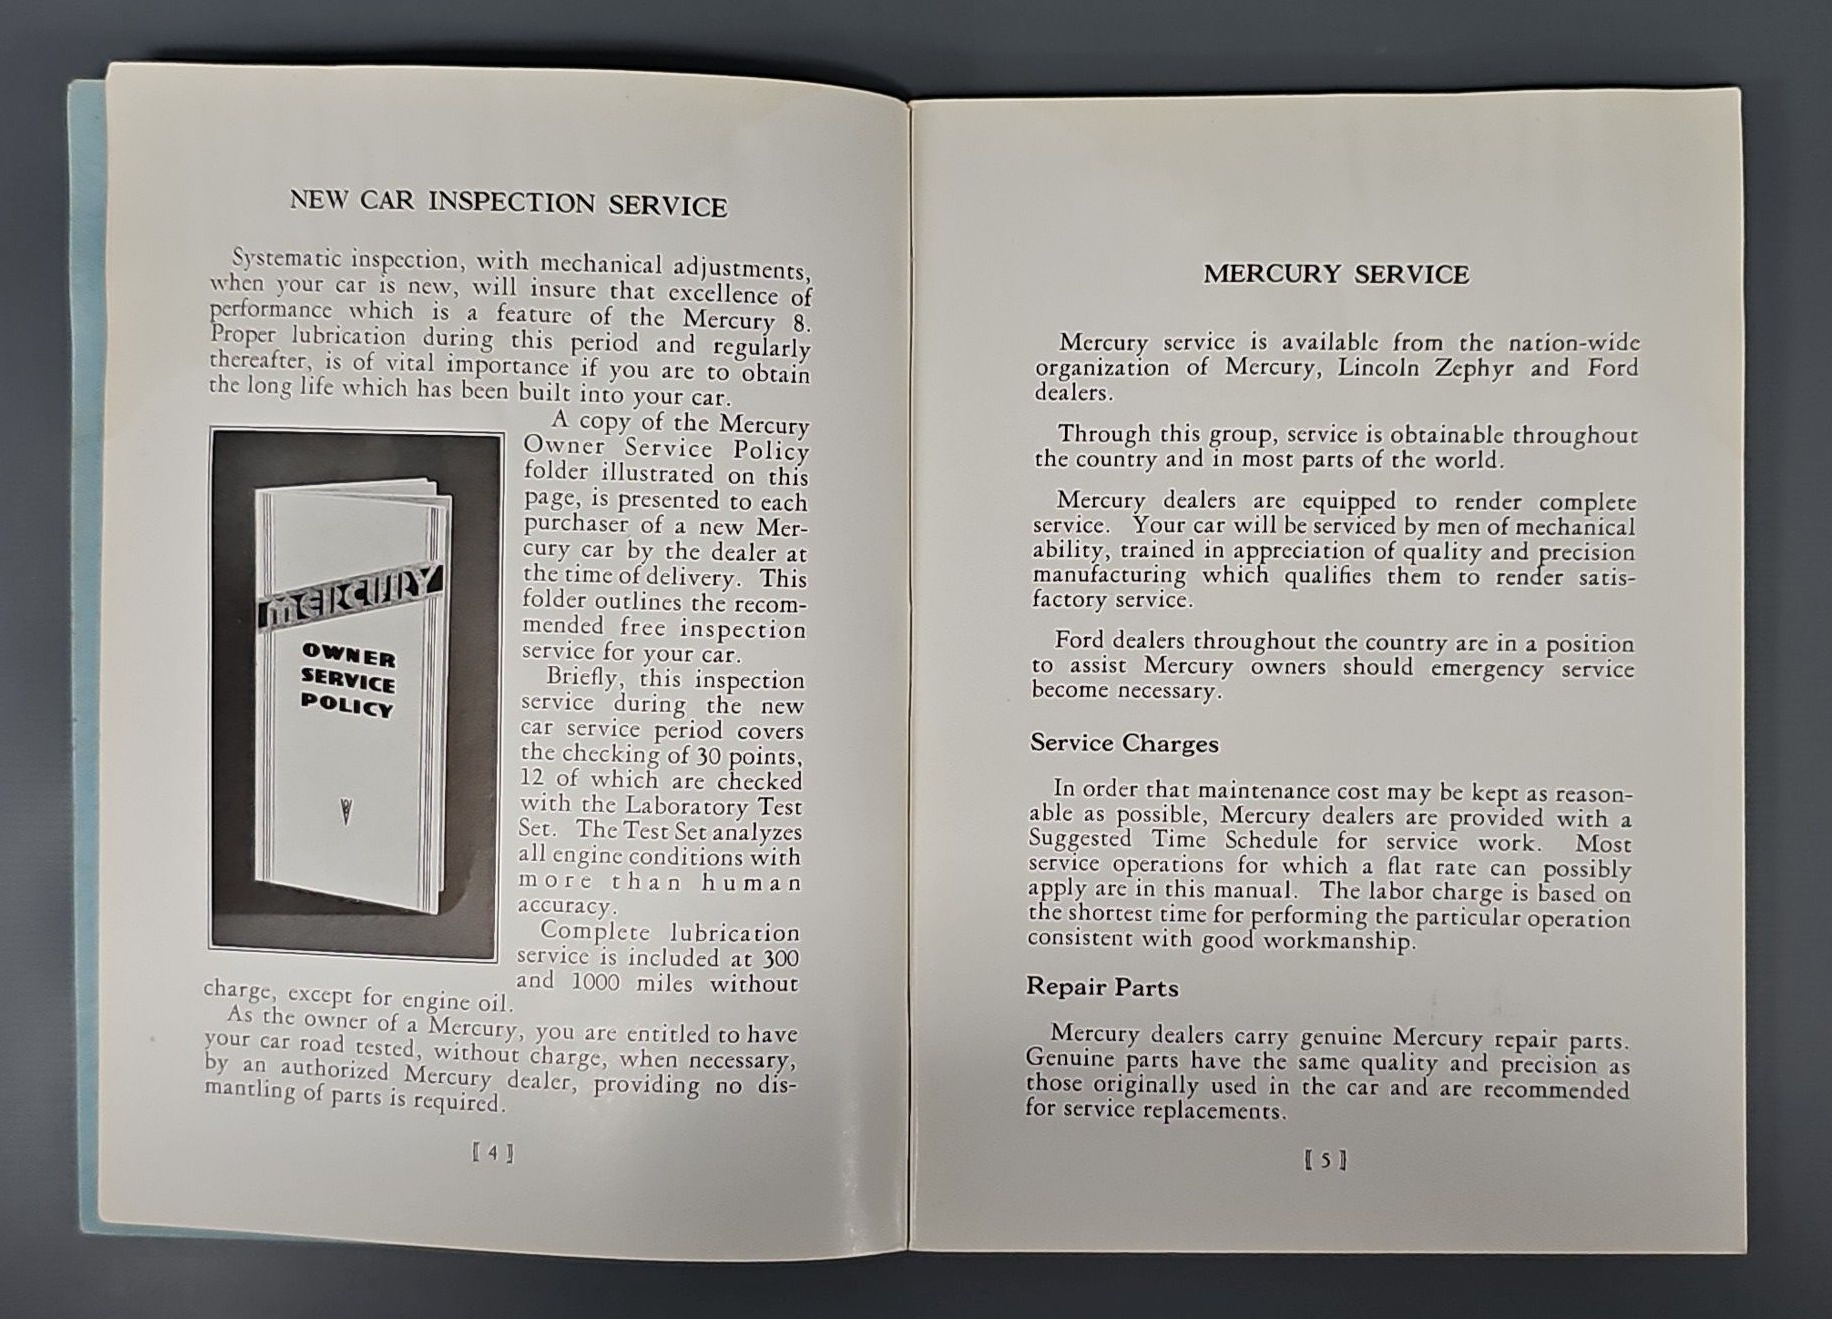 NEW CAR INSPECTION SERVICE
Systematic inspection, with mechanical adjustments,
when your car is new, will insure that excellence of
performance which is a feature of the Mercury 8.
Proper lubrication during this period and regularly
thereafter, is of vital importance if you are to obtain
the long life which has been built into your car.
MERCURY
OWNER
SERVICE
POLICY
A copy of the Mercury
Owner Service Policy
folder illustrated on this
page, is presented to each
purchaser of a new Mer-
cury car by the dealer at
the time of delivery. This
folder outlines the recom-
mended free inspection
service for your car.
Briefly, this inspection
service during the new
car service period covers
the checking of 30 points,
12 of which are checked
with the Laboratory Test
Set. The Test Set analyzes
all engine conditions with
more than human
accuracy.
Complete lubrication
service is included at 300
and 1000 miles without
charge, except for engine oil.
As the owner of a Mercury, you are entitled to have
your car road tested, without charge, when necessary,
by an authorized Mercury dealer, providing no dis-
mantling of parts is required.
[4]
MERCURY SERVICE
Mercury service is available from the nation-wide
organization of Mercury, Lincoln Zephyr and Ford
dealers.
Through this group, service is obtainable throughout
the country and in most parts of the world.
Mercury dealers are equipped to render complete
service. Your car will be serviced by men of mechanical
ability, trained in appreciation of quality and precision
manufacturing which qualifies them to render satis-
factory service.
Ford dealers throughout the country are in a position
to assist Mercury owners should emergency service
become necessary.
Service Charges
In order that maintenance cost may be kept as reason-
able as possible, Mercury dealers are provided with a
Suggested Time Schedule for service work. Most
service operations for which a flat rate can possibly
apply are in this manual. The labor charge is based on
the shortest time for performing the particular operation
consistent with good workmanship.
Repair Parts
Mercury dealers carry genuine Mercury repair parts.
Genuine parts have the same quality and precision as
those originally used in the car and are recommended
for service replacements.
[5]